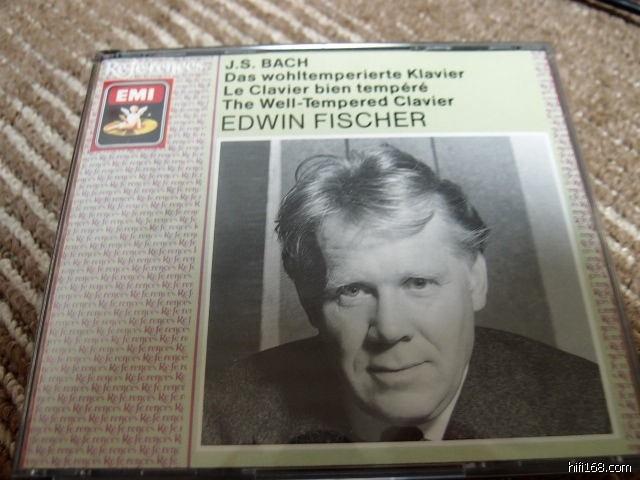 References
EMI
J.S. BACH
Das wohltemperierte Klavier
Le Clavier bien tempéré
The Well-Tempered Clavier
EDWIN FISCHER
hifi168.com